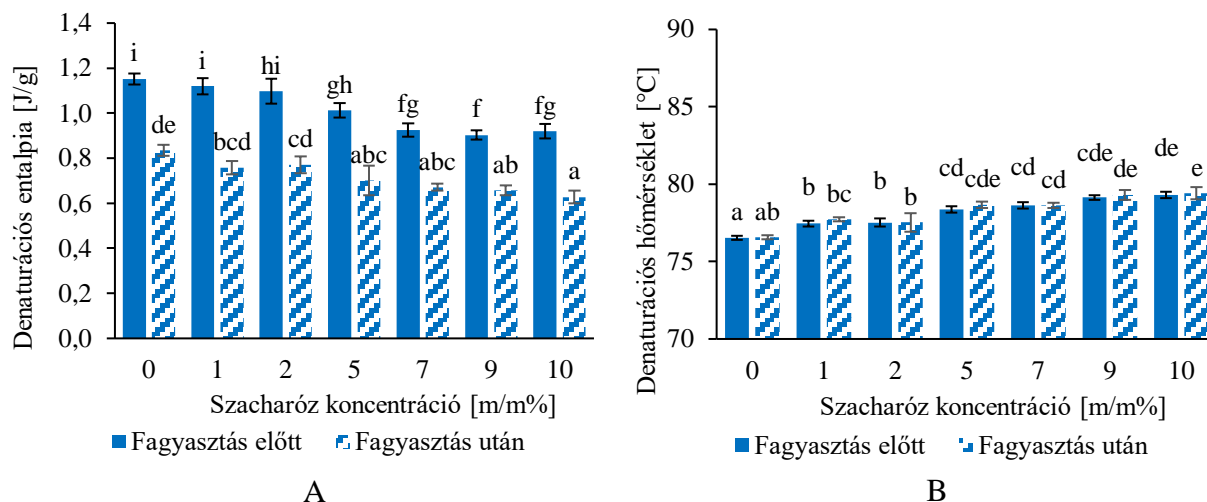 Denaturációs entalpia [J/g]
1,4
1,2
1,0
0,8
0,6
0,4
0,2
0,0
i
de
i
bcd
hi
cd
gh
abc
fg
abc
f
ab
fg
a
0 1 2 5 7 9 10
Szacharóz koncentráció [m/m%]
Fagyasztás előtt Fagyasztás után
A
Denaturációs hőmérséklet [°C]
90
85
80
75
70
a
ab
b
bc
b
b
cd
cde
cd
cd
cde
de
de
e
0 1 2 5 7 9 10
Szacharóz koncentráció [m/m%]
Fagyasztás előtt Fagyasztás után
B